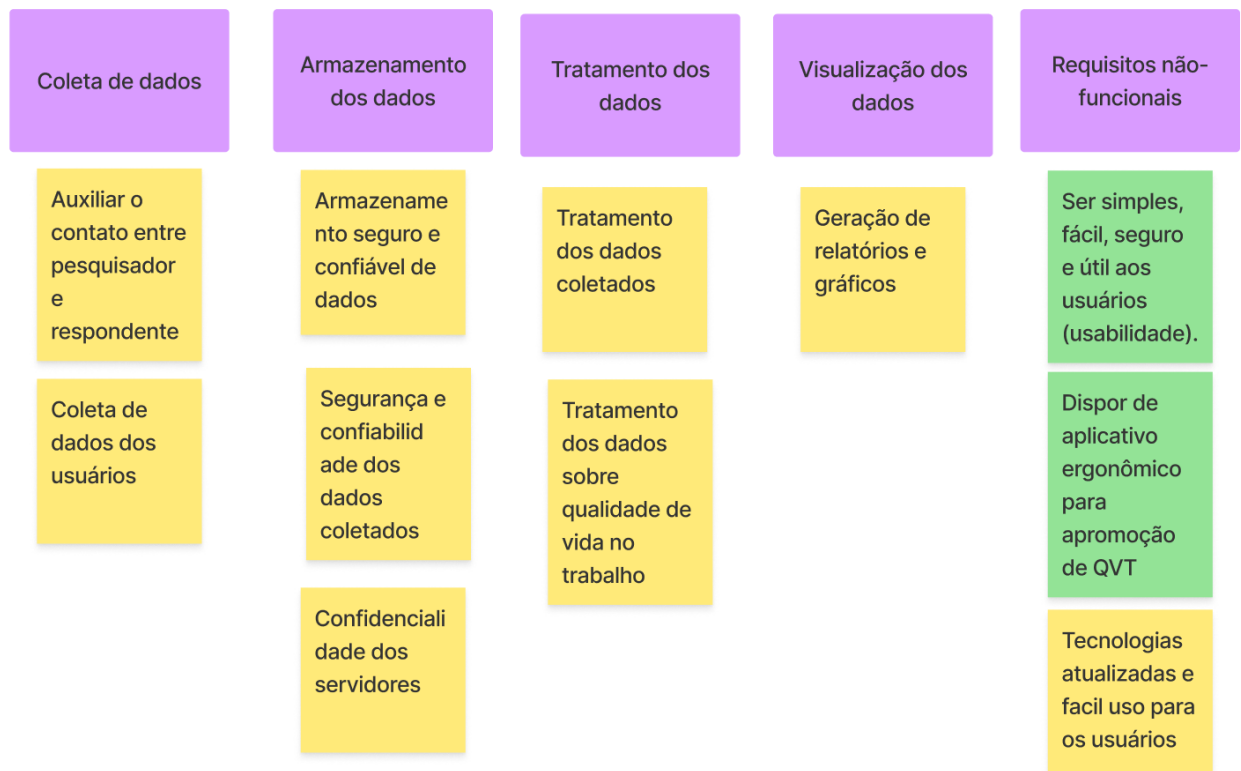 Coleta de dados
Auxiliar o
contato entre
pesquisador
e
respondente
Coleta de
dados dos
usuários
Armazenamento
dos dados
Armazename
nto seguro e
confiável de
dados
Segurança e
confiabilid
ade dos
dados
coletados
Confidenciali
dade dos
servidores
Tratamento dos
dados
Tratamento
dos dados
coletados
Tratamento
dos dados
sobre
qualidade de
vida no
trabalho
Visualização dos
dados
Geração de
relatórios e
gráficos
Requisitos não-
funcionais
Ser simples,
fácil, seguro
e útil aos
usuários
(usabilidade).
Dispor de
aplicativo
ergonômico
para
apromoção
de QVT
Tecnologias
atualizadas e
facil uso para
os usuários